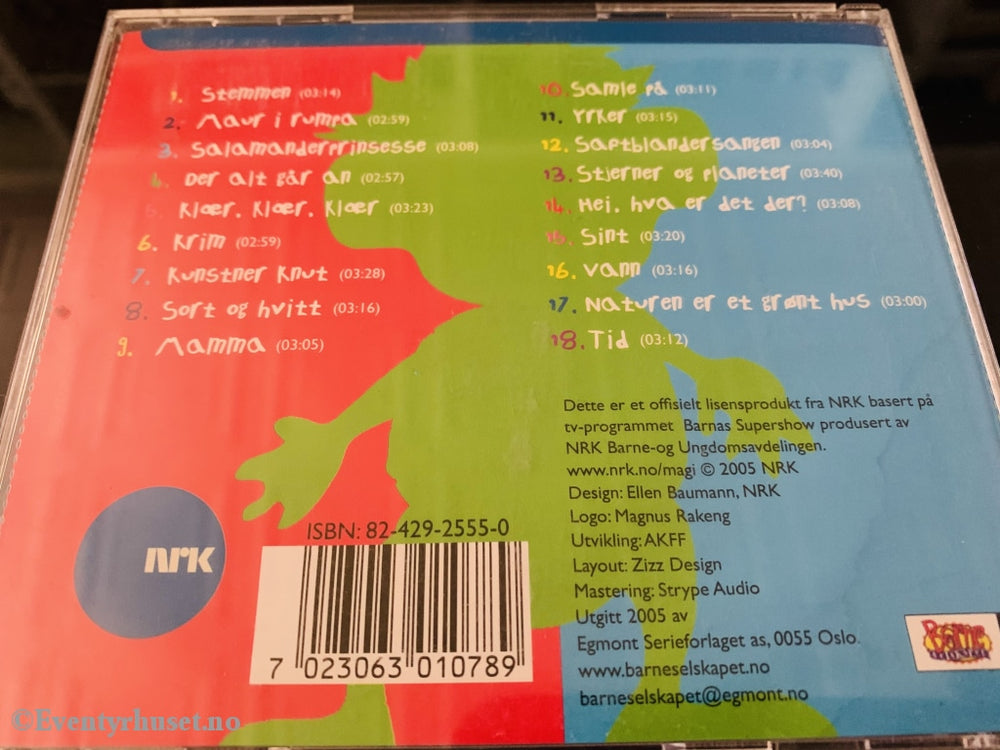 1. Stemmen (03:14)
2. Maur i rumpa (02:59)
3. Salamanderprinsesse (03:08)
4. Der alt går an (02:57)
5. Klær, klær, klær (03:23)
6. Krim (02:59)
7. Kunstner Knut (03:28)
8. Sort og hvitt (03:16)
9. Mamma (03:05)
10. Samle på (03:11)
11. Yrker (03:15)
12. Saftblandersangen (03:04)
13. Stjerner og planeter (03:40)
14. Hei, hva er det der? (03:08)
15. Sint (03:20)
16. Vann (03:16)
17. Naturen er et grønt hus (03:00)
18. Tid (03:12)
Dette er et offisielt lisensprodukt fra NRK basert på
tv-programmet Barnas Supershow produsert av
NRK Barne-og Ungdomsavdelingen.
www.nrk.no/magi © 2005 NRK
Design: Ellen Baumann, NRK
Logo: Magnus Rakeng
Utvikling: AKFF
Layout: Zizz Design
Mastering: Strype Audio
Utgitt 2005 av
Egmont Serieforlaget as, 0055 Oslo.
www.barneselskapet.no
barneselskapet@egmont.no
NRK
ISBN: 82-429-2555-0
7 023063 010789
Barne
©Eventyrhuset.no